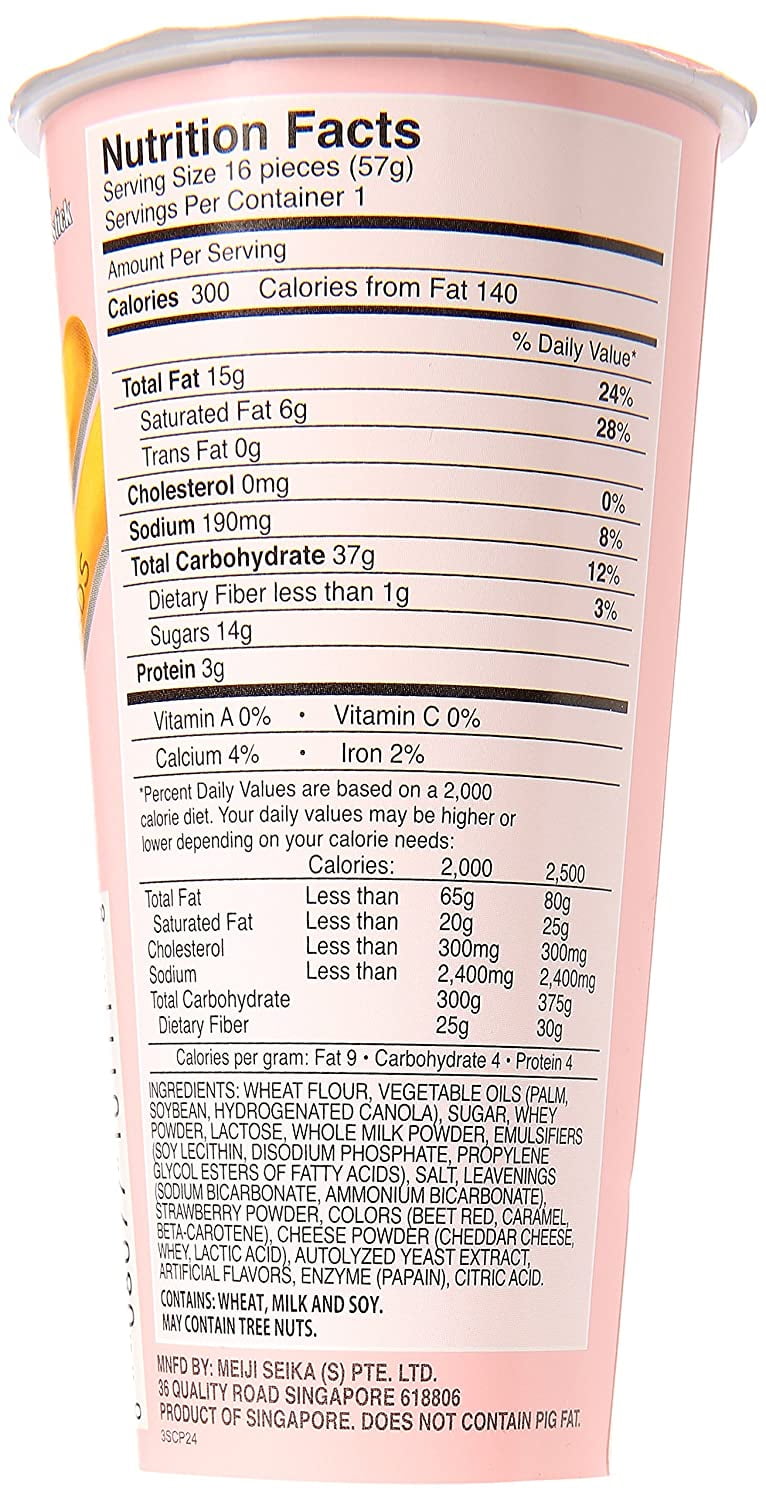 Nutrition Facts
Serving Size 16 pieces (57g)
Servings Per Container 1
Amount Per Serving
Calories 300 Calories from Fat 140
% Daily Value*
Total Fat 15g 24%
Saturated Fat 6g 28%
Trans Fat 0g
Cholesterol 0mg 0%
Sodium 190mg 8%
Total Carbohydrate 37g 12%
Dietary Fiber less than 1g 3%
Sugars 14g
Protein 3g
Vitamin A 0% • Vitamin C 0%
Calcium 4% • Iron 2%
*Percent Daily Values are based on a 2,000
calorie diet. Your daily values may be higher or
lower depending on your calorie needs:
Calories: 2,000 2,500
Total Fat Less than 65g 80g
Saturated Fat Less than 20g 25g
Cholesterol Less than 300mg 300mg
Sodium Less than 2,400mg 2,400mg
Total Carbohydrate 300g 375g
Dietary Fiber 25g 30g
Calories per gram: Fat 9 • Carbohydrate 4 • Protein 4
INGREDIENTS: WHEAT FLOUR, VEGETABLE OILS (PALM,
SOYBEAN, HYDROGENATED CANOLA), SUGAR, WHEY
POWDER, LACTOSE, WHOLE MILK POWDER, EMULSIFIERS
(SOY LECITHIN, DISODIUM PHOSPHATE, PROPYLENE
GLYCOL ESTERS OF FATTY ACIDS), SALT, LEAVENINGS
(SODIUM BICARBONATE, AMMONIUM BICARBONATE),
STRAWBERRY POWDER, COLORS (BEET RED, CARAMEL,
BETA-CAROTENE), CHEESE POWDER (CHEDDAR CHEESE,
WHEY, LACTIC ACID), AUTOLYZED YEAST EXTRACT,
ARTIFICIAL FLAVORS, ENZYME (PAPAIN), CITRIC ACID.
CONTAINS: WHEAT, MILK AND SOY.
MAY CONTAIN TREE NUTS.
MNFD BY: MEIJI SEIKA (S) PTE. LTD.
36 QUALITY ROAD SINGAPORE 618806
PRODUCT OF SINGAPORE. DOES NOT CONTAIN PIG FAT.
3SCP24